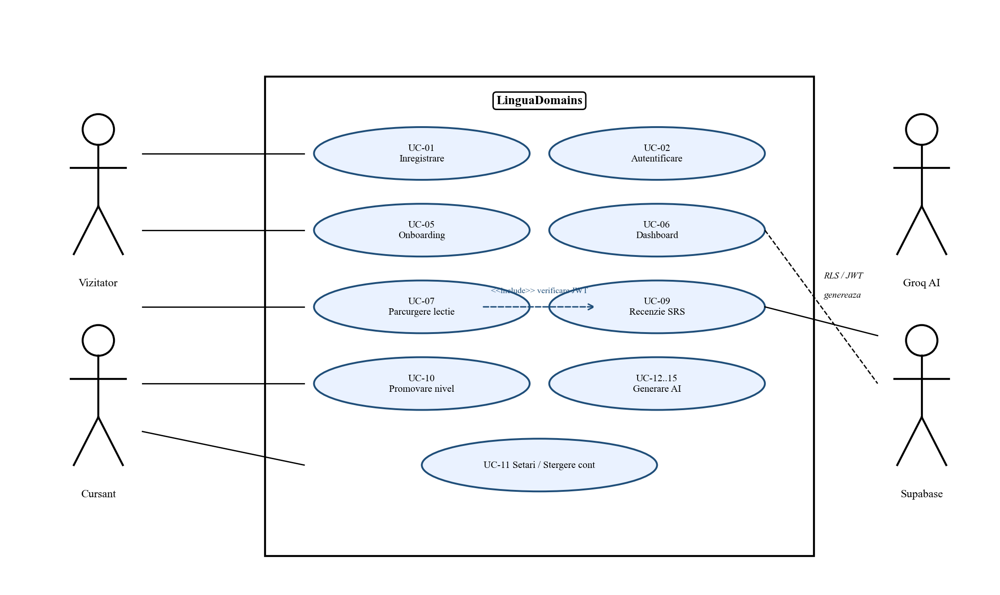 LinguaDomains
UC-01
Inregistrare
UC-02
Autentificare
UC-05
Onboarding
UC-06
Dashboard
RLS / JWT
genereaza
Vizitator
Groq AI
<<include>> verificare JWT
UC-07
Parcurgere lectie
UC-09
Recenzie SRS
UC-10
Promovare nivel
UC-12..15
Generare AI
UC-11 Setari / Stergere cont
Cursant
Supabase